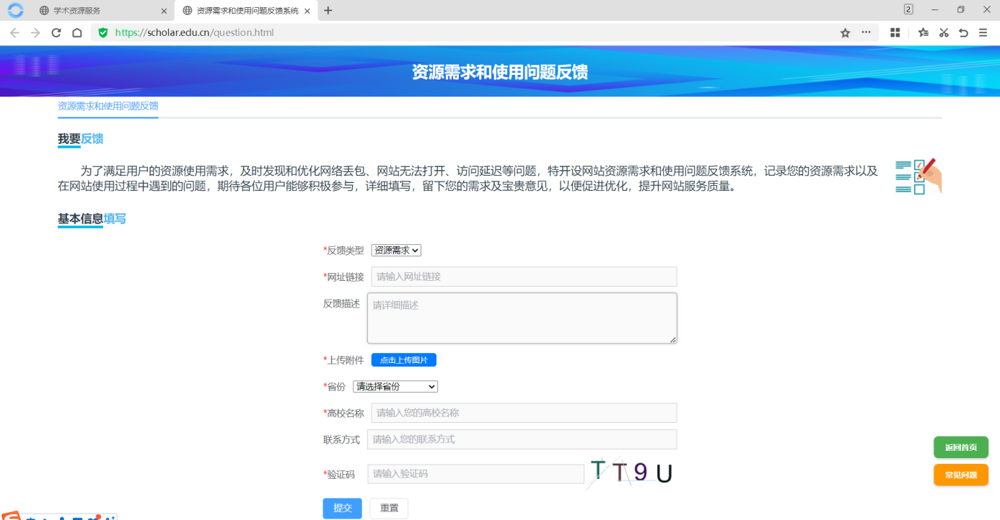 学术资源服务
资源需求和使用问题反馈系统
2
https://scholar.edu.cn/question.html
资源需求和使用问题反馈
资源需求和使用问题反馈
我要反馈
为了满足用户的资源使用需求，及时发现和优化网络丢包、网站无法打开、访问延迟等问题，特开设网站资源需求和使用问题反馈系统，记录您的资源需求以及
在网站使用过程中遇到的问题，期待各位用户能够积极参与，详细填写，留下您的需求及宝贵意见，以便促进优化，提升网站服务质量。
基本信息填写
*反馈类型 资源需求
*网址链接 请输入网址链接
反馈描述 请详细描述
*上传附件 点击上传图片
*省份 请选择省份
*高校名称 请输入您的高校名称
联系方式 请输入您的联系方式
*验证码 请输入验证码 TT9U
提交 重置
返回首页
常见问题